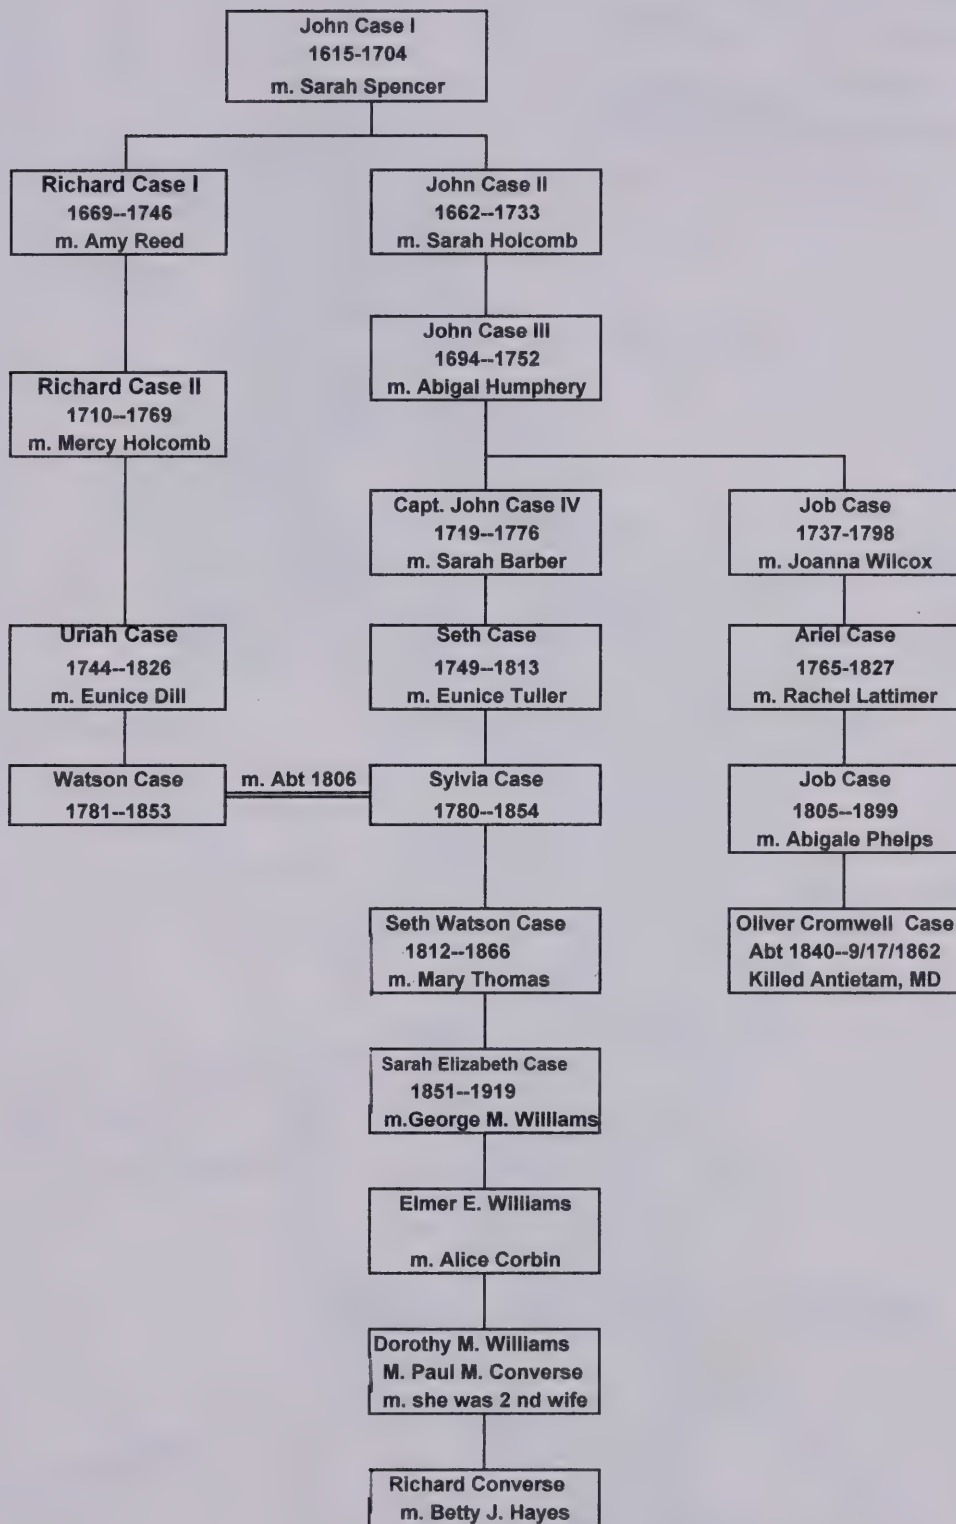 John Case I
1615-1704
m. Sarah Spencer
Richard Case I
1669--1746
m. Amy Reed
John Case II
1662--1733
m. Sarah Holcomb
John Case III
1694--1752
m. Abigal Humphery
Richard Case II
1710--1769
m. Mercy Holcomb
Capt. John Case IV
1719--1776
m. Sarah Barber
Job Case
1737-1798
m. Joanna Wilcox
Uriah Case
1744--1826
m. Eunice Dill
Seth Case
1749--1813
m. Eunice Tuller
Ariel Case
1765-1827
m. Rachel Lattimer
Watson Case
1781--1853
m. Abt 1806
Sylvia Case
1780--1854
Job Case
1805--1899
m. Abigale Phelps
Seth Watson Case
1812--1866
m. Mary Thomas
Oliver Cromwell Case
Abt 1840--9/17/1862
Killed Antietam, MD
Sarah Elizabeth Case
1851--1919
m.George M. Williams
Elmer E. Williams
m. Alice Corbin
Dorothy M. Williams
M. Paul M. Converse
m. she was 2 nd wife
Richard Converse
m. Betty J. Hayes